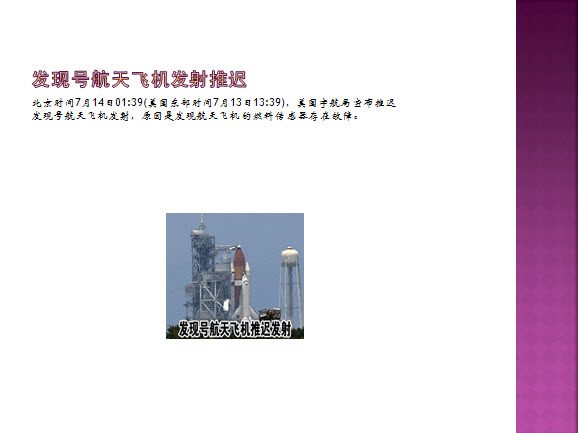 发现号航天飞机发射推迟
北京时间7月14日01:39(美国东部时间7月13日13:39)，美国宇航局宣布推迟
发现号航天飞机发射，原因是发现航天飞机的燃料传感器存在故障。
发现号航天飞机推迟发射